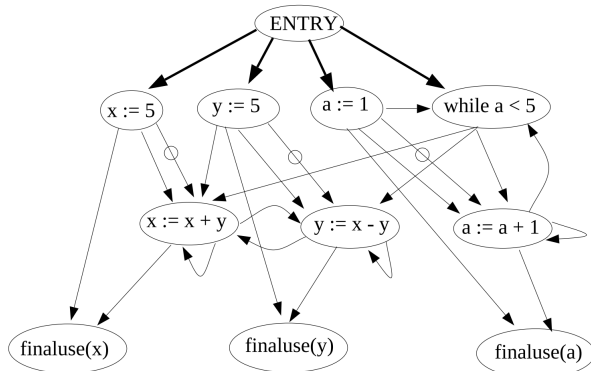 ENTRY
x := 5
y := 5
a := 1
while a < 5
x := x + y
y := x - y
a := a + 1
finaluse(x)
finaluse(y)
finaluse(a)